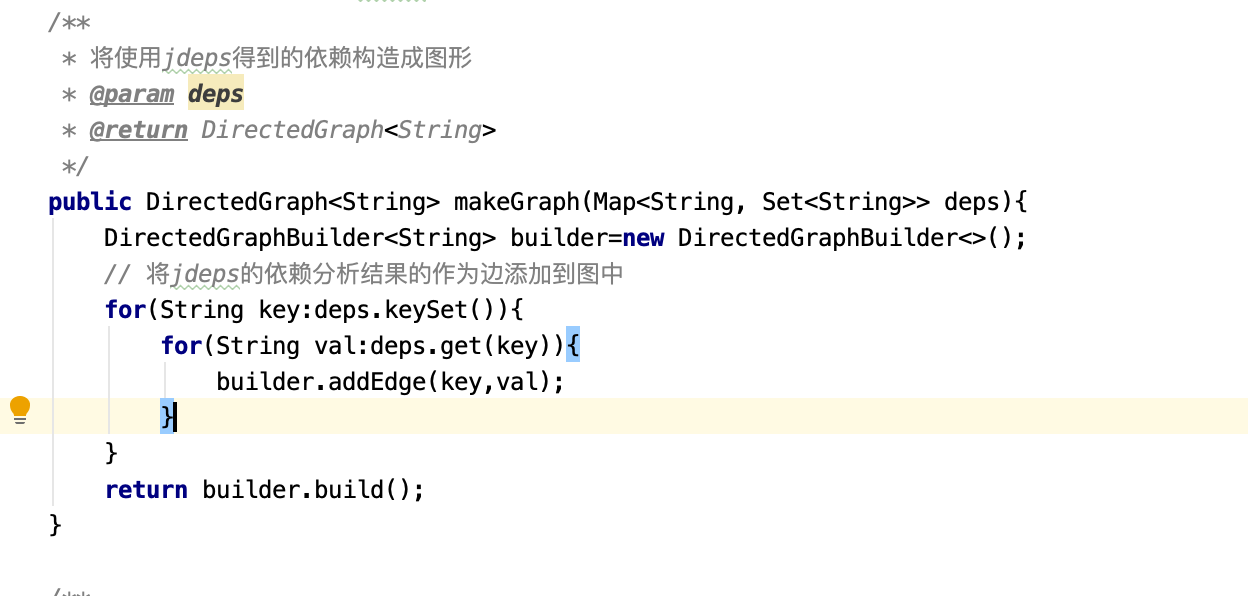 /**
 * 将使用jdeps得到的依赖构造成图形
 * @param deps
 * @return DirectedGraph<String>
 */
public DirectedGraph<String> makeGraph(Map<String, Set<String>> deps){
    DirectedGraphBuilder<String> builder=new DirectedGraphBuilder<>();
    // 将jdeps的依赖分析结果的作为边添加到图中
    for(String key:deps.keySet()){
        for(String val:deps.get(key)){
            builder.addEdge(key,val);
        }
    }
    return builder.build();
}
/**